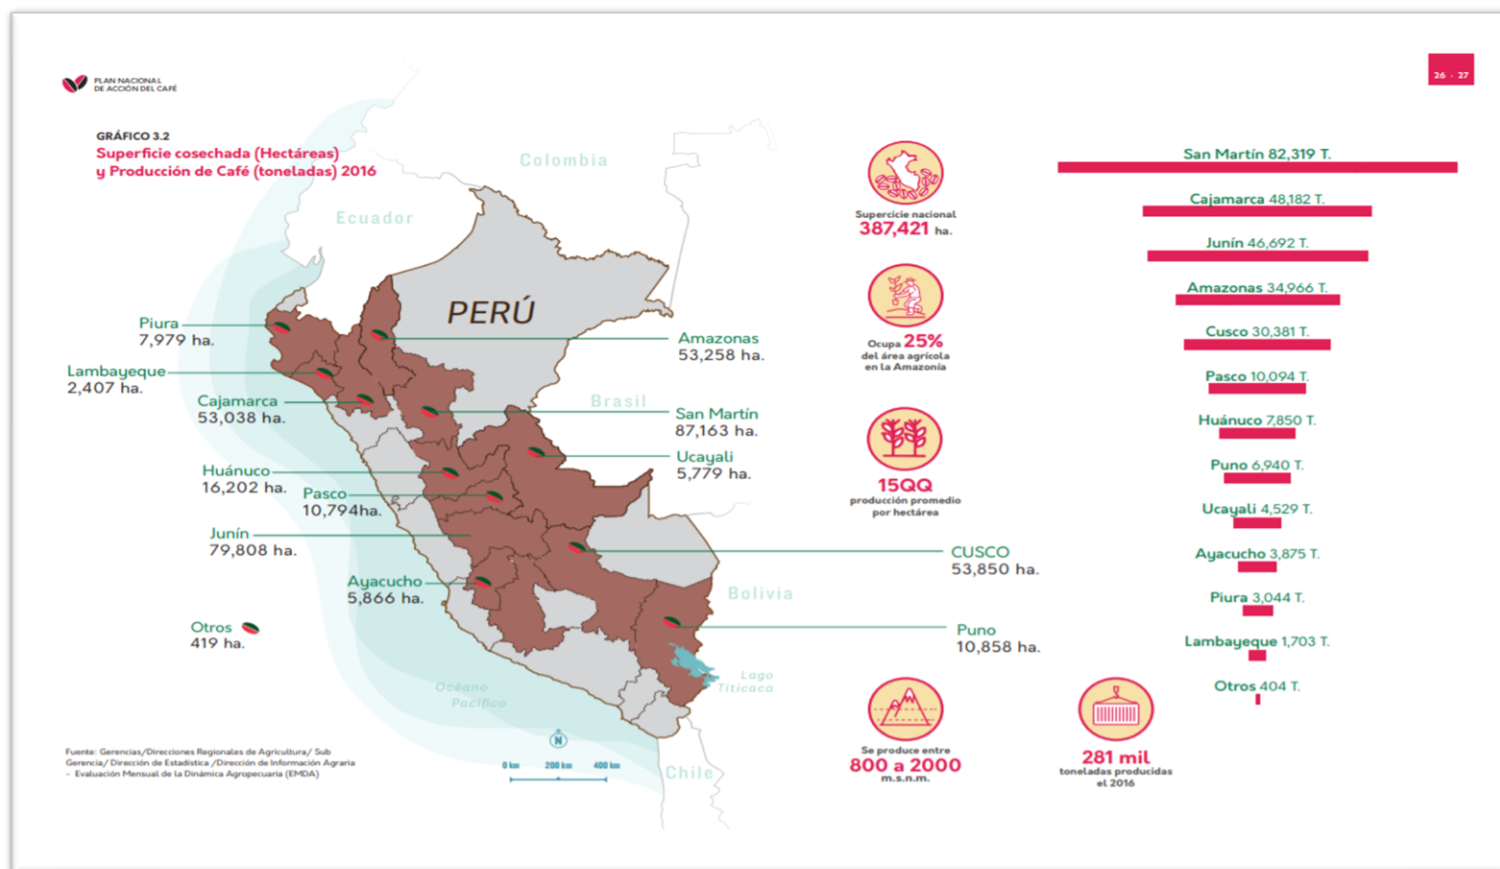 PLAN NACIONAL
DE ACCIÓN DEL CAFÉ
26 - 27
GRÁFICO 3.2
Superficie cosechada (Hectáreas)
y Producción de Café (toneladas) 2016
Colombia
Ecuador
PERÚ
Brasil
Bolivia
Lago
Titicaca
Océano
Pacífico
Chile
Piura
7,979 ha.
Lambayeque
2,407 ha.
Cajamarca
53,038 ha.
Huánuco
16,202 ha.
Pasco
10,794ha.
Junín
79,808 ha.
Ayacucho
5,866 ha.
Otros
419 ha.
Amazonas
53,258 ha.
San Martín
87,163 ha.
Ucayali
5,779 ha.
CUSCO
53,850 ha.
Puno
10,858 ha.
N
0 km 200 km 400 km
Fuente: Gerencias/Direcciones Regionales de Agricultura/ Sub
Gerencia/ Dirección de Estadística /Dirección de Información Agraria
- Evaluación Mensual de la Dinámica Agropecuaria (EMDA)
Supercicie nacional
387,421 ha.
Ocupa 25%
del área agrícola
en la Amazonía
15QQ
producción promedio
por hectárea
Se produce entre
800 a 2000
m.s.n.m.
281 mil
toneladas producidas
el 2016
San Martín 82,319 T.
Cajamarca 48,182 T.
Junín 46,692 T.
Amazonas 34,966 T.
Cusco 30,381 T.
Pasco 10,094 T.
Huánuco 7,850 T.
Puno 6,940 T.
Ucayali 4,529 T.
Ayacucho 3,875 T.
Piura 3,044 T.
Lambayeque 1,703 T.
Otros 404 T.